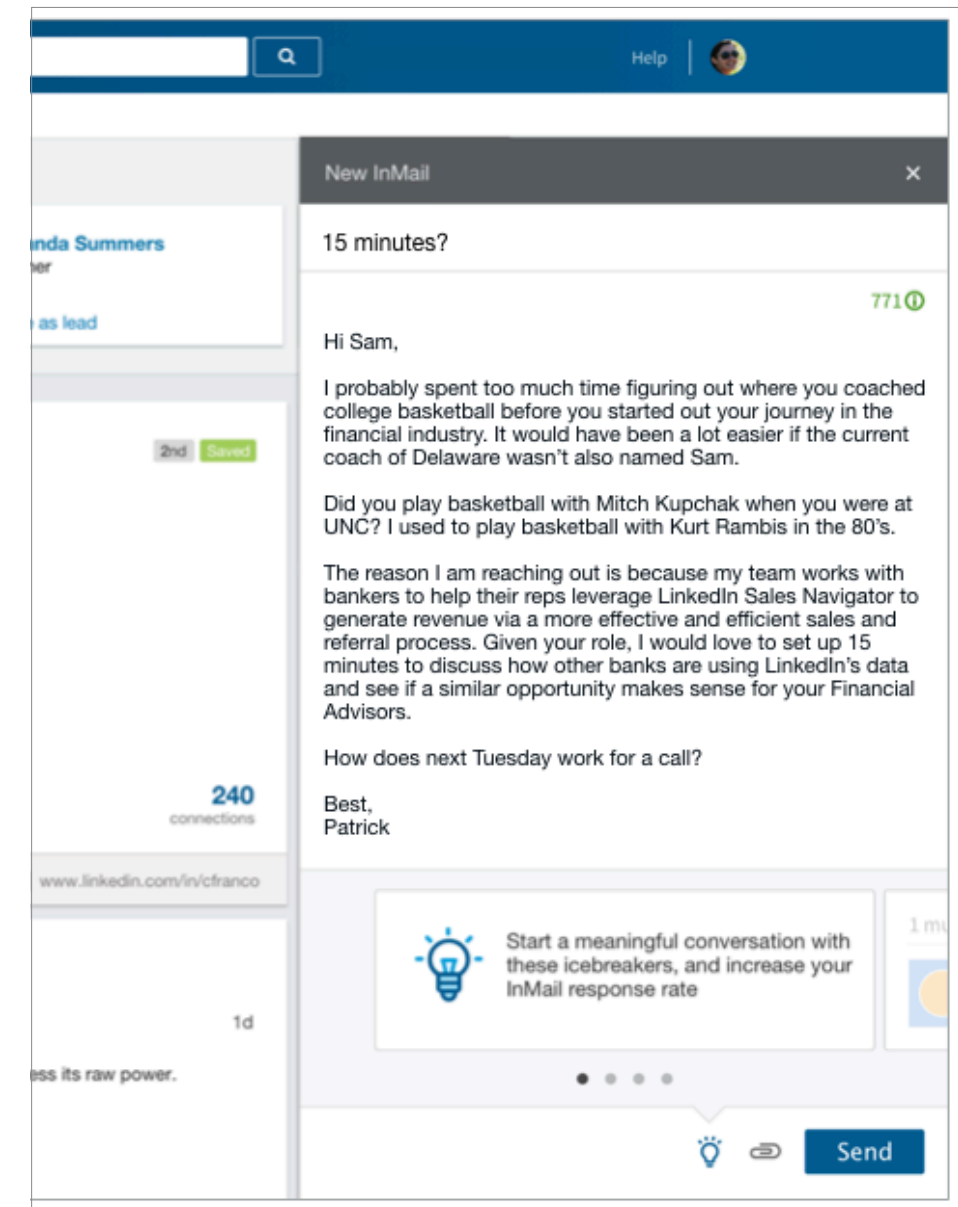 Help
New InMail
×
nda Summers
as lead
15 minutes?
771
Hi Sam,
I probably spent too much time figuring out where you coached
college basketball before you started out your journey in the
financial industry. It would have been a lot easier if the current
coach of Delaware wasn’t also named Sam.
Did you play basketball with Mitch Kupchak when you were at
UNC? I used to play basketball with Kurt Rambis in the 80’s.
The reason I am reaching out is because my team works with
bankers to help their reps leverage LinkedIn Sales Navigator to
generate revenue via a more effective and efficient sales and
referral process. Given your role, I would love to set up 15
minutes to discuss how other banks are using LinkedIn’s data
and see if a similar opportunity makes sense for your Financial
Advisors.
How does next Tuesday work for a call?
Best,
Patrick
2nd Saved
240
connections
www.linkedin.com/in/cfranco
1d
ess its raw power.
Start a meaningful conversation with
these icebreakers, and increase your
InMail response rate
1 mu
Send